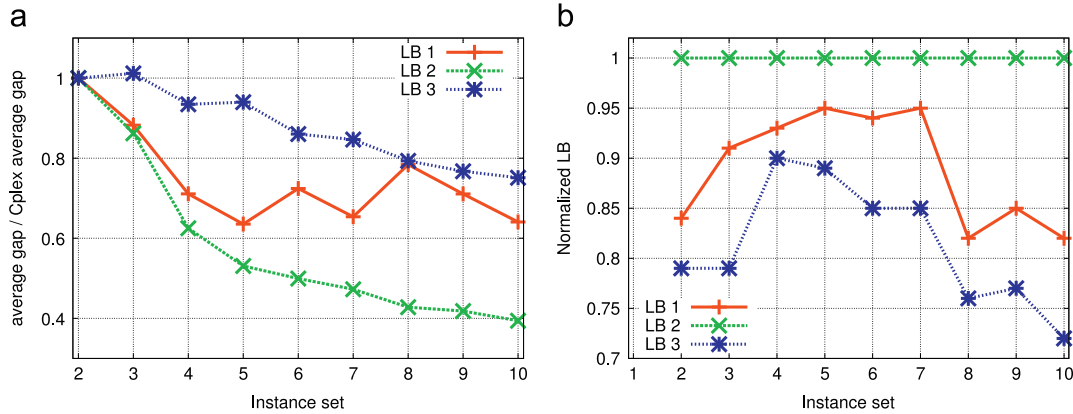 a
average gap / Cplex average gap
1
0.8
0.6
0.4
2 3 4 5 6 7 8 9 10
Instance set
LB 1
LB 2
LB 3
b
Normalized LB
1
0.95
0.9
0.85
0.8
0.75
0.7
1 2 3 4 5 6 7 8 9 10
Instance set
LB 1
LB 2
LB 3